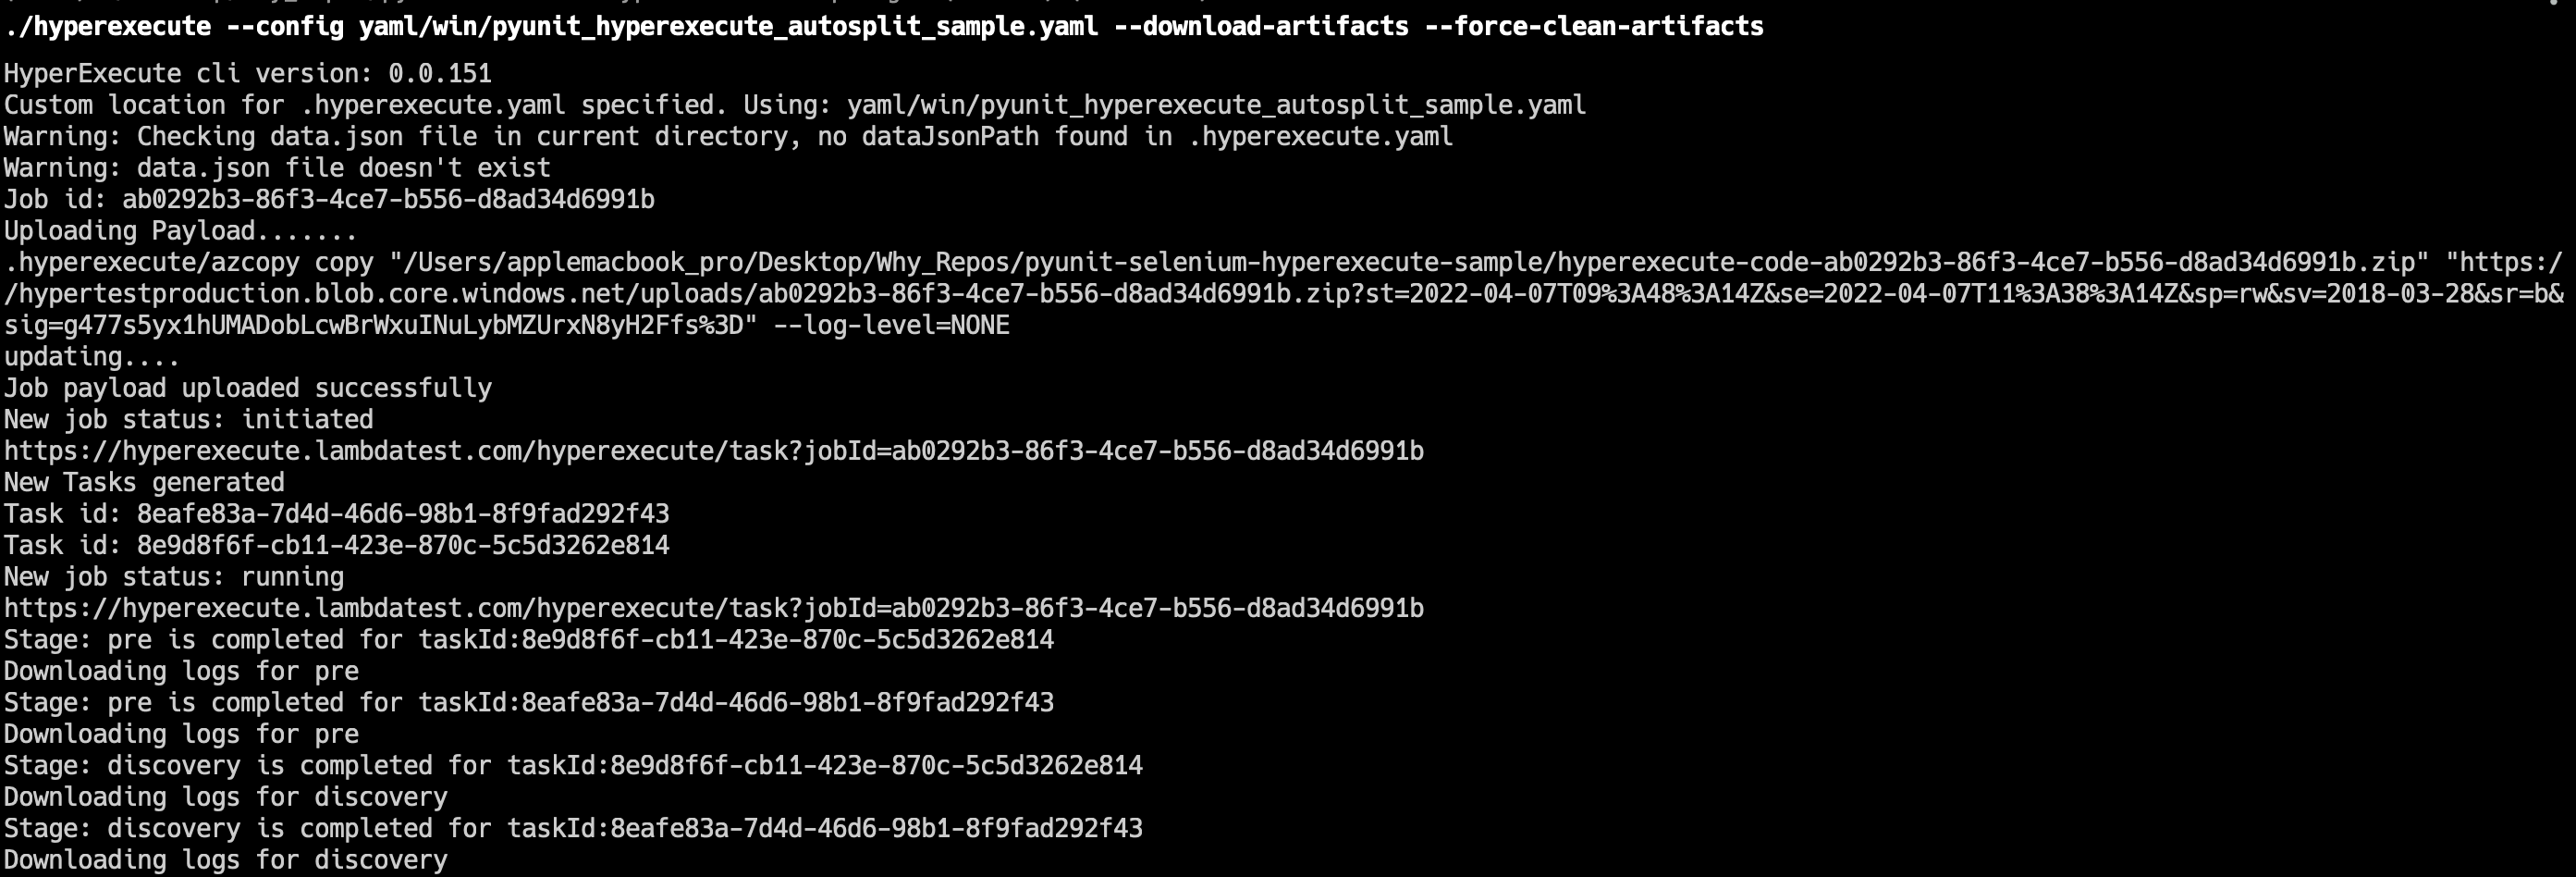 ./hyperexecute --config yaml/win/pyunit_hyperexecute_autosplit_sample.yaml --download-artifacts --force-clean-artifacts
HyperExecute cli version: 0.0.151
Custom location for .hyperexecute.yaml specified. Using: yaml/win/pyunit_hyperexecute_autosplit_sample.yaml
Warning: Checking data.json file in current directory, no dataJsonPath found in .hyperexecute.yaml
Warning: data.json file doesn't exist
Job id: ab0292b3-86f3-4ce7-b556-d8ad34d6991b
Uploading Payload.......
.hyperexecute/azcopy copy "/Users/applemacbook_pro/Desktop/Why_Repos/pyunit-selenium-hyperexecute-sample/hyperexecute-code-ab0292b3-86f3-4ce7-b556-d8ad34d6991b.zip" "https:/
/hypertestproduction.blob.core.windows.net/uploads/ab0292b3-86f3-4ce7-b556-d8ad34d6991b.zip?st=2022-04-07T09%3A48%3A14Z&se=2022-04-07T11%3A38%3A14Z&sp=rw&sv=2018-03-28&sr=b&
sig=g477s5yx1hUMADobLcwBrWxuINuLybMZUrxN8yH2Ffs%3D" --log-level=NONE
updating....
Job payload uploaded successfully
New job status: initiated
https://hyperexecute.lambdatest.com/hyperexecute/task?jobId=ab0292b3-86f3-4ce7-b556-d8ad34d6991b
New Tasks generated
Task id: 8eafe83a-7d4d-46d6-98b1-8f9fad292f43
Task id: 8e9d8f6f-cb11-423e-870c-5c5d3262e814
New job status: running
https://hyperexecute.lambdatest.com/hyperexecute/task?jobId=ab0292b3-86f3-4ce7-b556-d8ad34d6991b
Stage: pre is completed for taskId:8e9d8f6f-cb11-423e-870c-5c5d3262e814
Downloading logs for pre
Stage: pre is completed for taskId:8eafe83a-7d4d-46d6-98b1-8f9fad292f43
Downloading logs for pre
Stage: discovery is completed for taskId:8e9d8f6f-cb11-423e-870c-5c5d3262e814
Downloading logs for discovery
Stage: discovery is completed for taskId:8eafe83a-7d4d-46d6-98b1-8f9fad292f43
Downloading logs for discovery